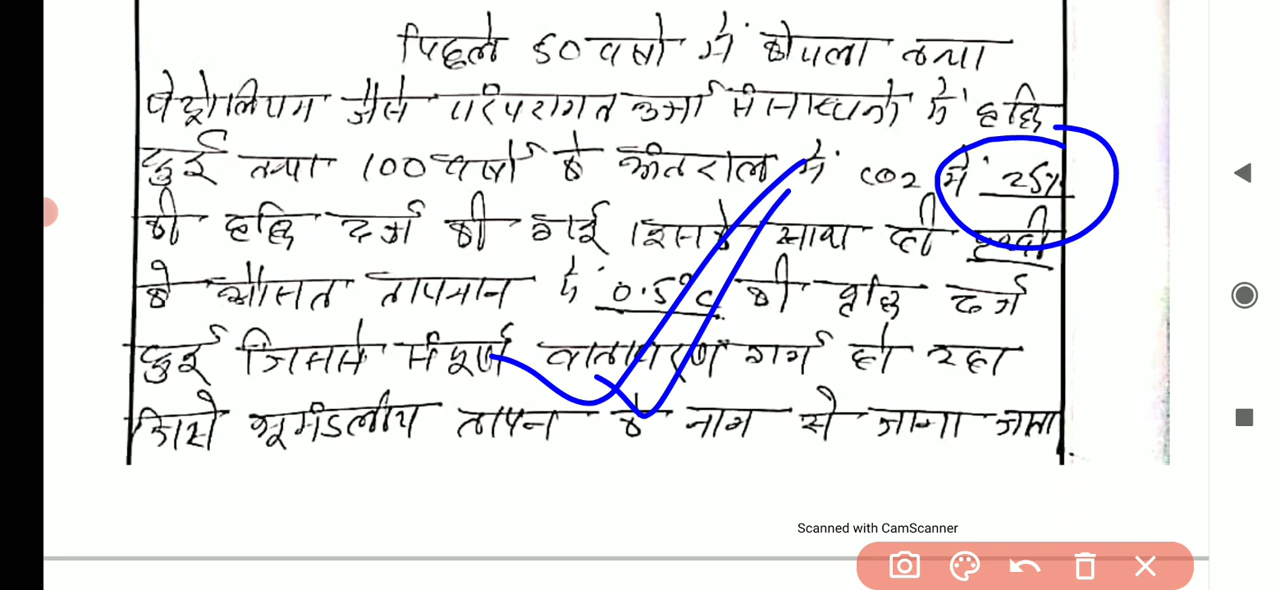 पिछले 50 वर्षो में कोयला तथा
पेट्रोलियम जैसे परंपरागत उर्जा संसाधनो में वृद्धि
हुई तथा 100 वर्षो के अंतराल में CO2 में 25%
की वृद्धि दर्ज की गई। इसके साथ ही पृथ्वी
के औसत तापमान में 0.5°C की वृद्धि दर्ज
हुई जिससे संपूर्ण वातावरण गर्म हो रहा
जिसे भूमंडलीय तापन के नाम से जाना जाता
Scanned with CamScanner